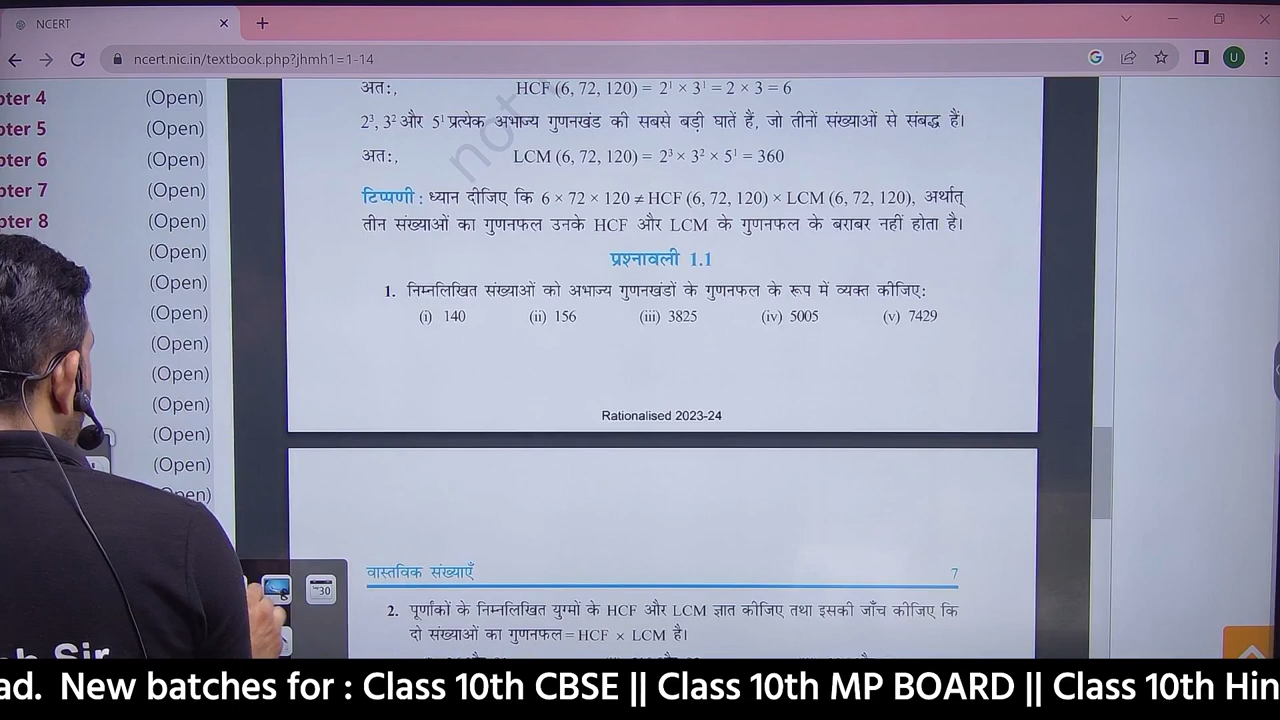 NCERT
ncert.nic.in/textbook.php?jhmh1=1-14
U
pter 4 (Open)
pter 5 (Open)
pter 6 (Open)
pter 7 (Open)
pter 8 (Open)
(Open)
(Open)
(Open)
(Open)
(Open)
(Open)
(Open)
(Open)
pen)
not
अतः, HCF (6, 72, 120) = 2¹ × 3¹ = 2 × 3 = 6
2³, 3² और 5¹ प्रत्येक अभाज्य गुणनखंड की सबसे बड़ी घातें हैं, जो तीनों संख्याओं से संबद्ध हैं।
अतः, LCM (6, 72, 120) = 2³ × 3² × 5¹ = 360
टिप्पणी : ध्यान दीजिए कि 6 × 72 × 120 ≠ HCF (6, 72, 120) × LCM (6, 72, 120), अर्थात्
तीन संख्याओं का गुणनफल उनके HCF और LCM के गुणनफल के बराबर नहीं होता है।
प्रश्नावली 1.1
1. निम्नलिखित संख्याओं को अभाज्य गुणनखंडों के गुणनफल के रूप में व्यक्त कीजिए:
(i) 140 (ii) 156 (iii) 3825 (iv) 5005 (v) 7429
Rationalised 2023-24
वास्तविक संख्याएँ 7
2. पूर्णांकों के निम्नलिखित युग्मों के HCF और LCM ज्ञात कीजिए तथा इसकी जाँच कीजिए कि
दो संख्याओं का गुणनफल = HCF × LCM है।
30
Sir
ad. New batches for : Class 10th CBSE || Class 10th MP BOARD || Class 10th Hin